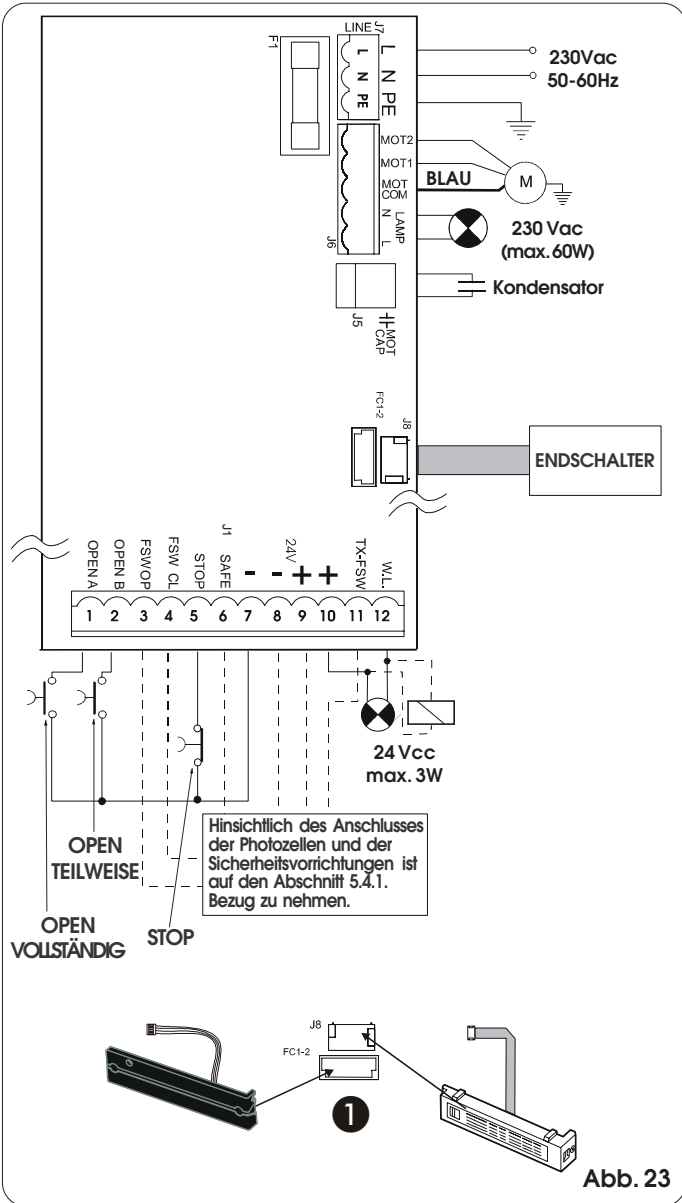 LINE J7
F1
L
N
PE
L
N
PE
230Vac
50-60Hz
MOT2
MOT1
MOT
COM
BLAU
M
N
L
LAMP
J6
230 Vac
(max.60W)
J5
MOT
CAP
Kondensator
FC1-2
J8
ENDSCHALTER
OPEN A
OPEN B
FSWOP
FSW CL
STOP
J1
SAFE
-
-
24V
+
+
TX-FSW
W.L.
1 2 3 4 5 6 7 8 9 10 11 12
24 Vcc
max. 3W
OPEN
TEILWEISE
OPEN
VOLLSTÄNDIG
STOP
Hinsichtlich des Anschlusses
der Photozellen und der
Sicherheitsvorrichtungen ist
auf den Abschnitt 5.4.1.
Bezug zu nehmen.
J8
FC1-2
1
Abb. 23